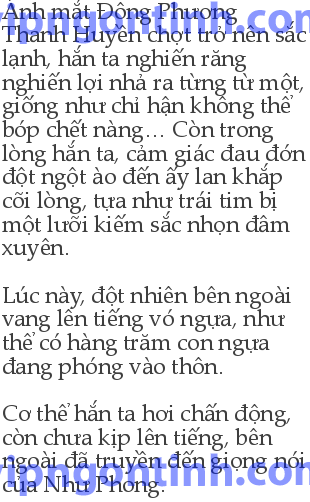 Ánh mắt Đông Phương
Thanh Huyền chợt trở nên sắc
lạnh, hắn ta nghiến răng
nghiến lợi nhả ra từng từ một,
giống như chỉ hận không thể
bóp chết nàng… Còn trong
lòng hắn ta, cảm giác đau đớn
đột ngột ào đến ấy lan khắp
cõi lòng, tựa như trái tim bị
một lưỡi kiếm sắc nhọn đâm
xuyên.
Lúc này, đột nhiên bên ngoài
vang lên tiếng vó ngựa, như
thể có hàng trăm con ngựa
đang phóng vào thôn.
Cơ thể hắn ta hơi chấn động,
còn chưa kịp lên tiếng, bên
ngoài đã truyền đến giọng nói
của Như Phong.
vipngontinh.com
vipngontinh.com